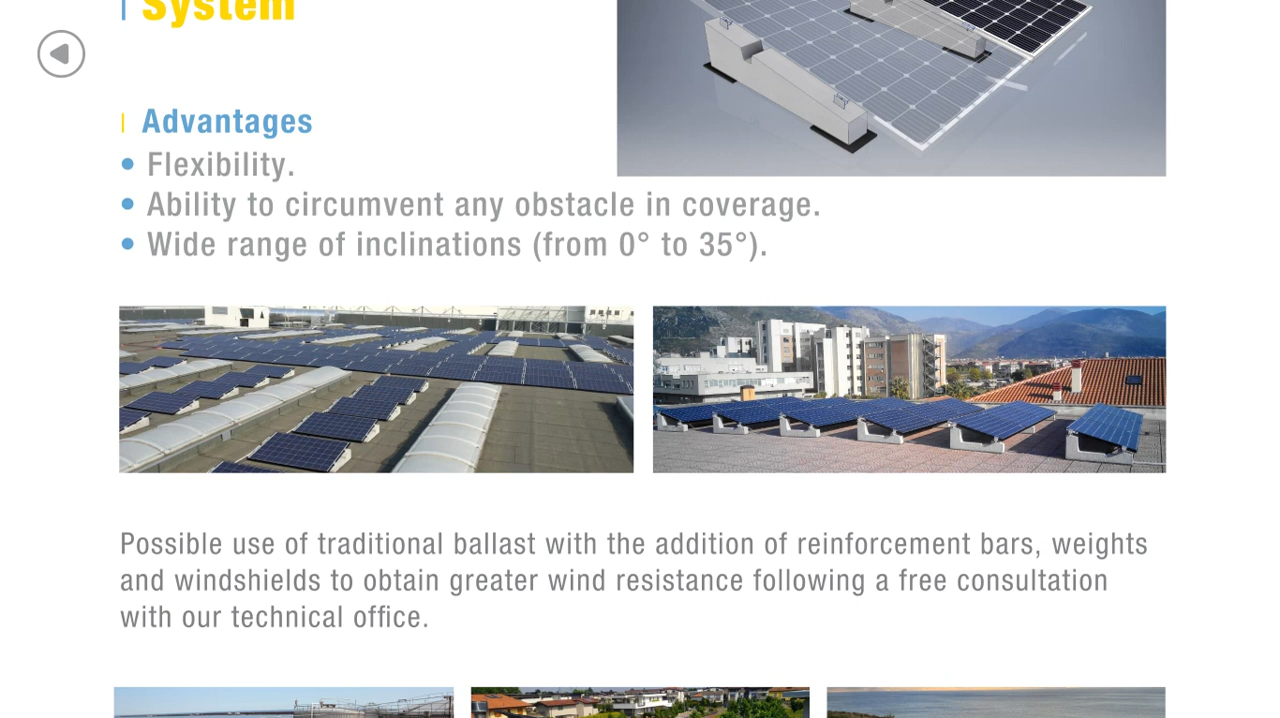 System
Advantages
• Flexibility.
• Ability to circumvent any obstacle in coverage.
• Wide range of inclinations (from 0° to 35°).
Possible use of traditional ballast with the addition of reinforcement bars, weights
and windshields to obtain greater wind resistance following a free consultation
with our technical office.